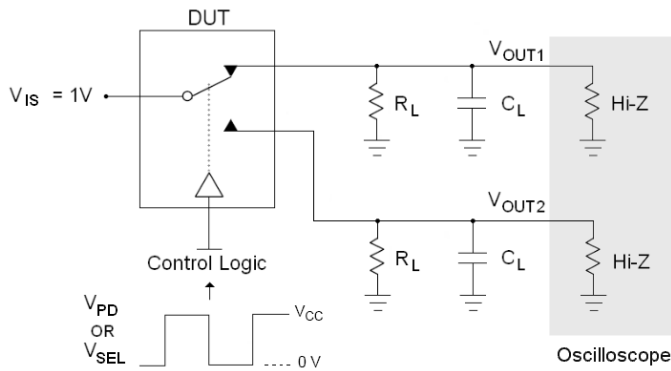 DUT
V_IS = 1V
V_OUT1
R_L
C_L
Hi-Z
V_OUT2
R_L
C_L
Hi-Z
Control Logic
V_PD
OR
V_SEL
V_CC
0 V
Oscilloscope